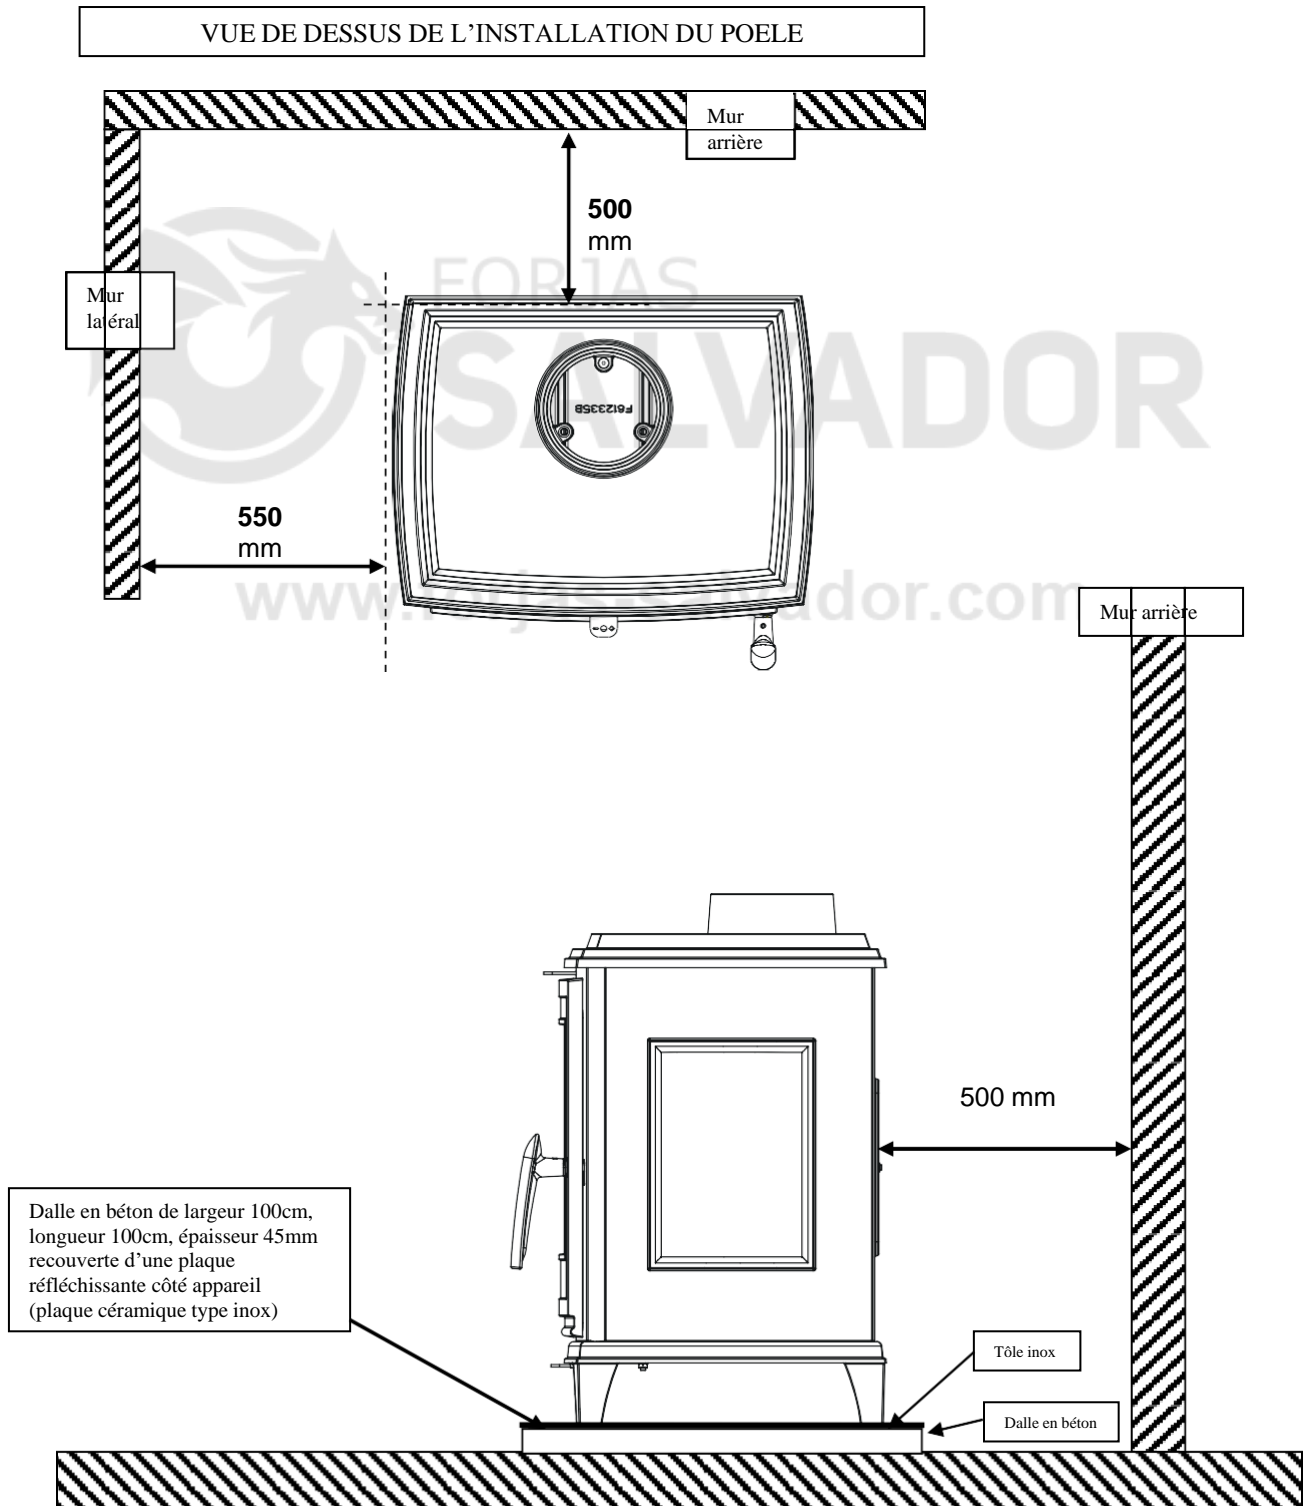 VUE DE DESSUS DE L’INSTALLATION DU POELE
Mur
arrière
500
mm
FORJAS
SALVADOR
Mur
latéral
F612335B
550
mm
www.forjas-salvador.com
Mur arrière
500 mm
Dalle en béton de largeur 100cm,
longueur 100cm, épaisseur 45mm
recouverte d’une plaque
réfléchissante côté appareil
(plaque céramique type inox)
Tôle inox
Dalle en béton